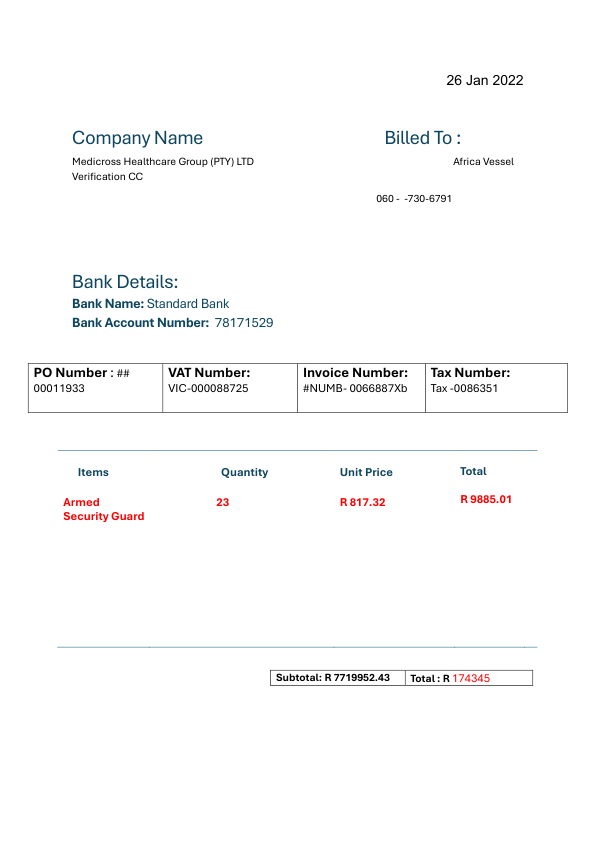 26 Jan 2022
Company Name
Billed To :
Medicross Healthcare Group (PTY) LTD
Africa Vessel
Verification CC
060 - -730-6791
Bank Details:
Bank Name: Standard Bank
Bank Account Number: 78171529
PO Number : ##
00011933
VAT Number:
VIC-000088725
Invoice Number:
#NUMB- 0066887Xb
Tax Number:
Tax -0086351
Items Quantity Unit Price Total
Armed 23 R 817.32 R 9885.01
Security Guard
Subtotal: R 7719952.43 Total : R 174345